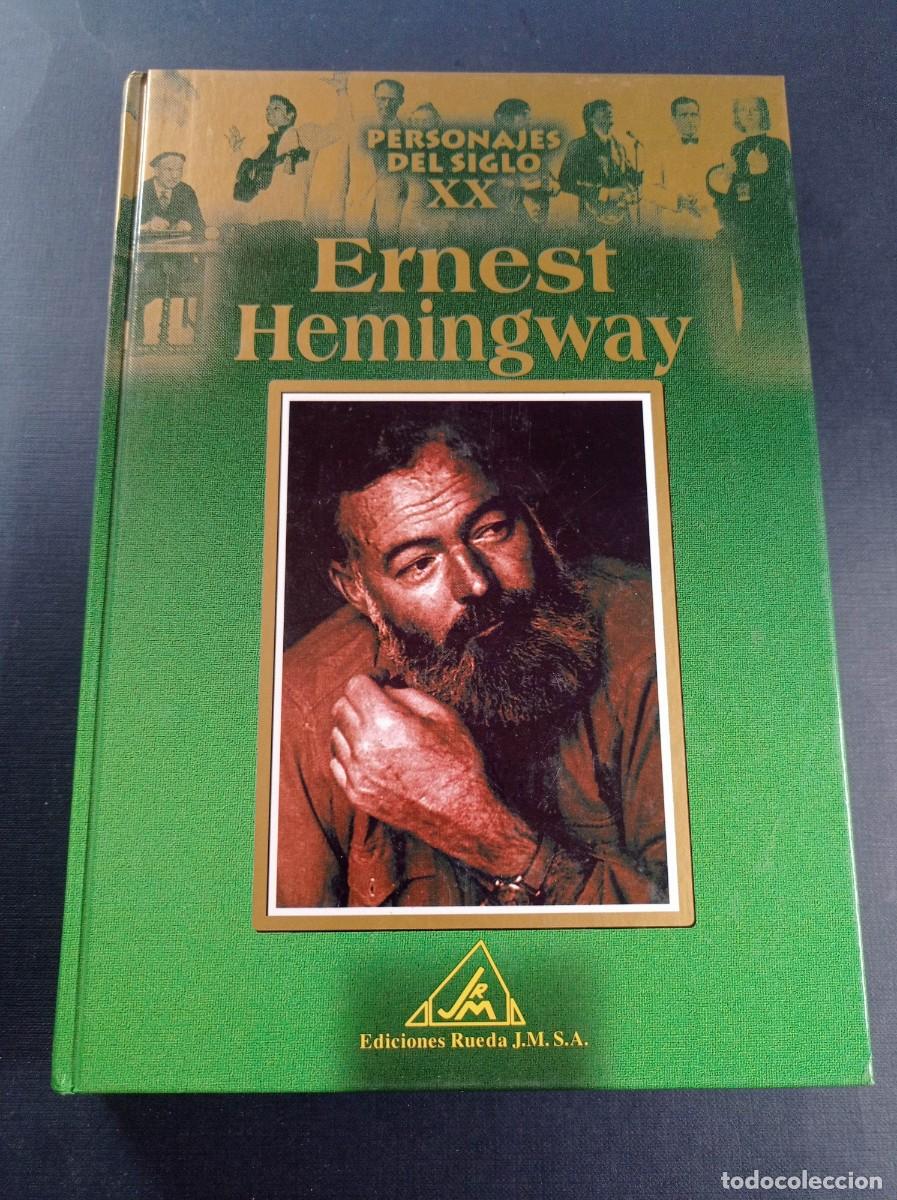 PERSONAJES
DEL SIGLO
XX
Ernest
Hemingway
JRM
Ediciones Rueda J.M. S.A.
todocoleccion